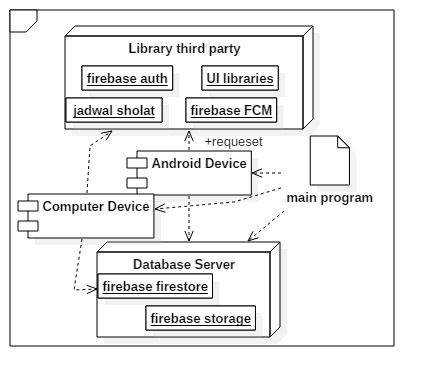 Library third party
firebase auth
UI libraries
jadwal sholat
firebase FCM
+requeset
Android Device
main program
Computer Device
Database Server
firebase firestore
firebase storage